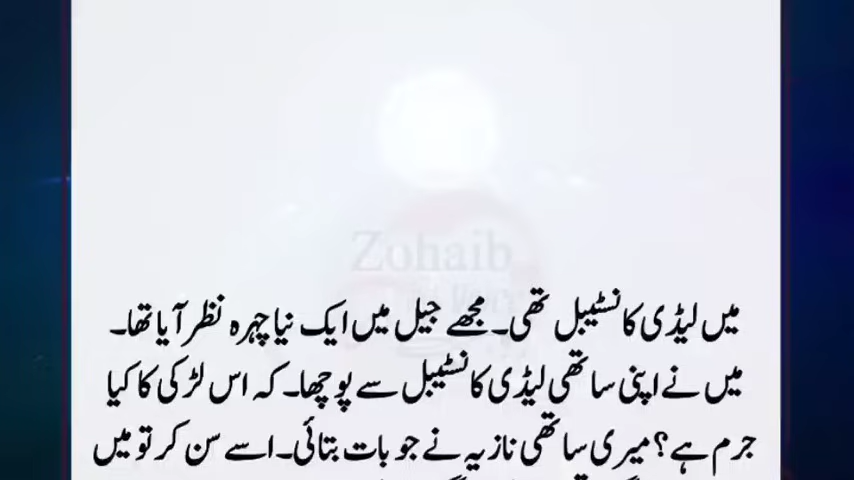 Zohaib
میں لیڈی کانسٹیبل تھی۔ مجھے جیل میں ایک نیا چہرہ نظر آیا تھا۔
میں نے اپنی ساتھی لیڈی کانسٹیبل سے پوچھا۔ کہ اس لڑکی کا کیا
جرم ہے؟ میری ساتھی نازیہ نے جو بات بتائی۔ اسے سن کر تو میں